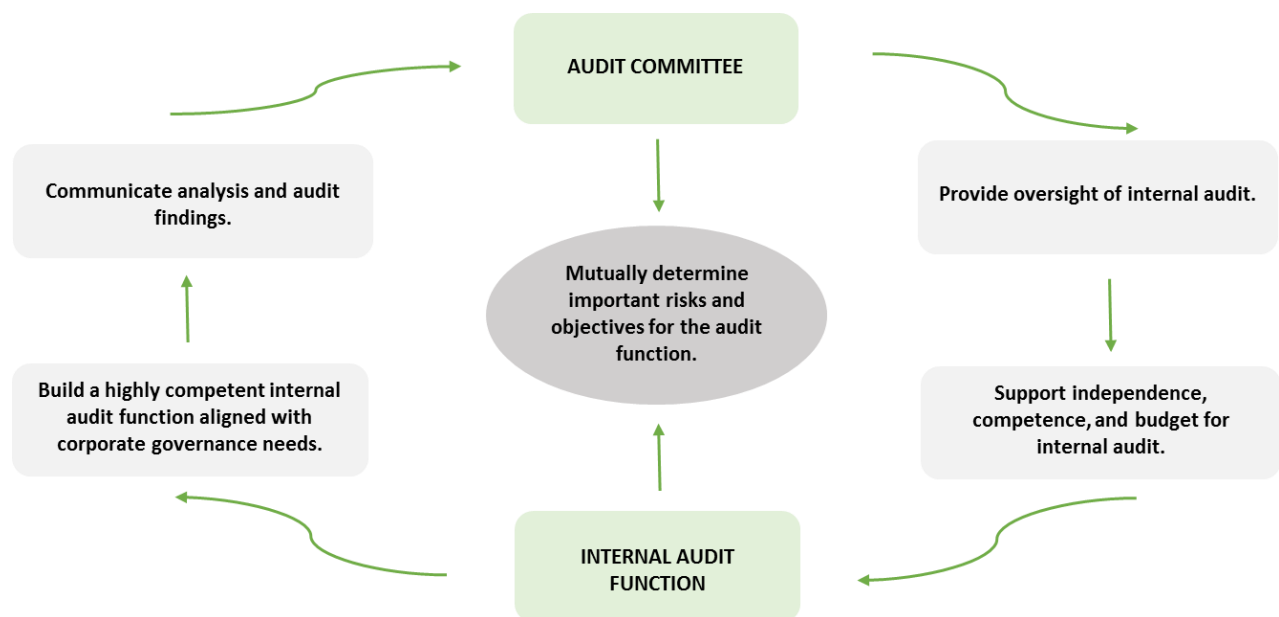 AUDIT COMMITTEE
Communicate analysis and audit
findings.
Provide oversight of internal audit.
Mutually determine
important risks and
objectives for the audit
function.
Build a highly competent internal
audit function aligned with
corporate governance needs.
Support independence,
competence, and budget for
internal audit.
INTERNAL AUDIT
FUNCTION